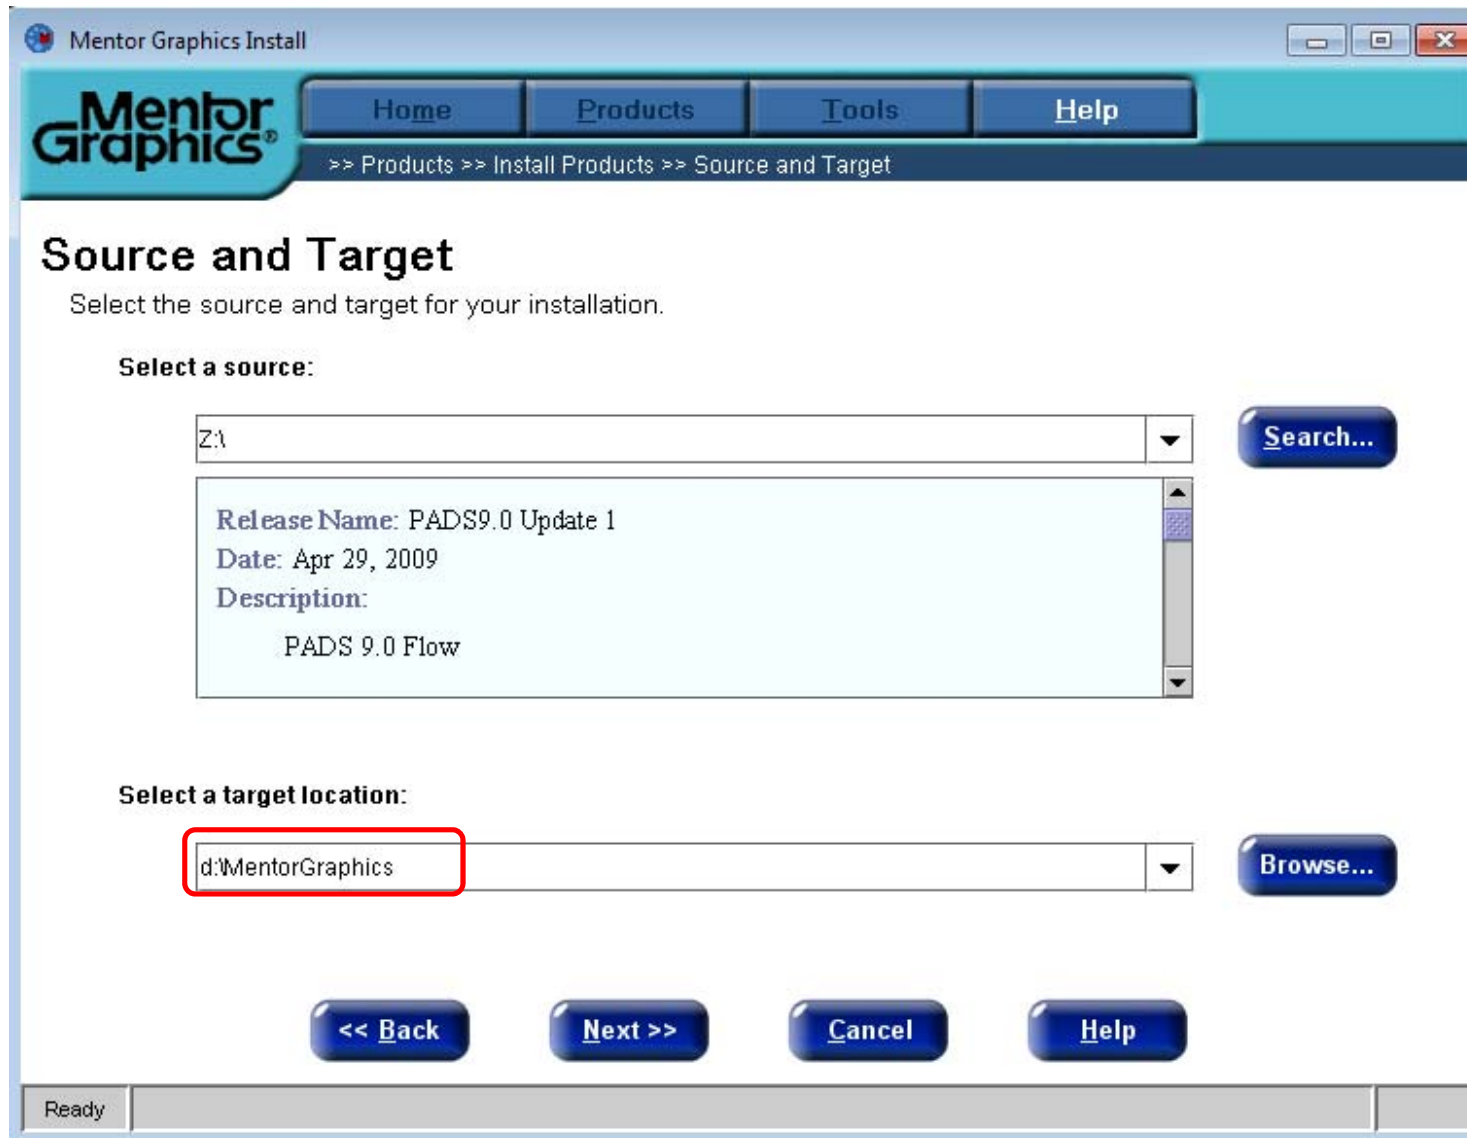 Mentor Graphics Install
Mentor
Graphics®
Home Products Tools Help
>> Products >> Install Products >> Source and Target
Source and Target
Select the source and target for your installation.
Select a source:
Z:\
Search...
Release Name: PADS9.0 Update 1
Date: Apr 29, 2009
Description:
PADS 9.0 Flow
Select a target location:
d:\MentorGraphics
Browse...
<< Back Next >> Cancel Help
Ready